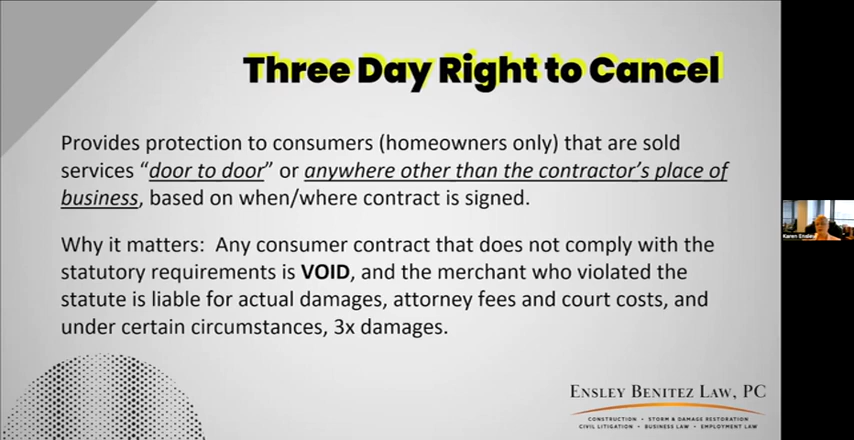 Three Day Right to Cancel
Provides protection to consumers (homeowners only) that are sold
services “door to door” or anywhere other than the contractor’s place of
business, based on when/where contract is signed.
Why it matters: Any consumer contract that does not comply with the
statutory requirements is VOID, and the merchant who violated the
statute is liable for actual damages, attorney fees and court costs, and
under certain circumstances, 3x damages.
Karen Ensley
ENSLEY BENITEZ LAW, PC
CONSTRUCTION • STORM & DAMAGE RESTORATION
CIVIL LITIGATION • BUSINESS LAW • EMPLOYMENT LAW